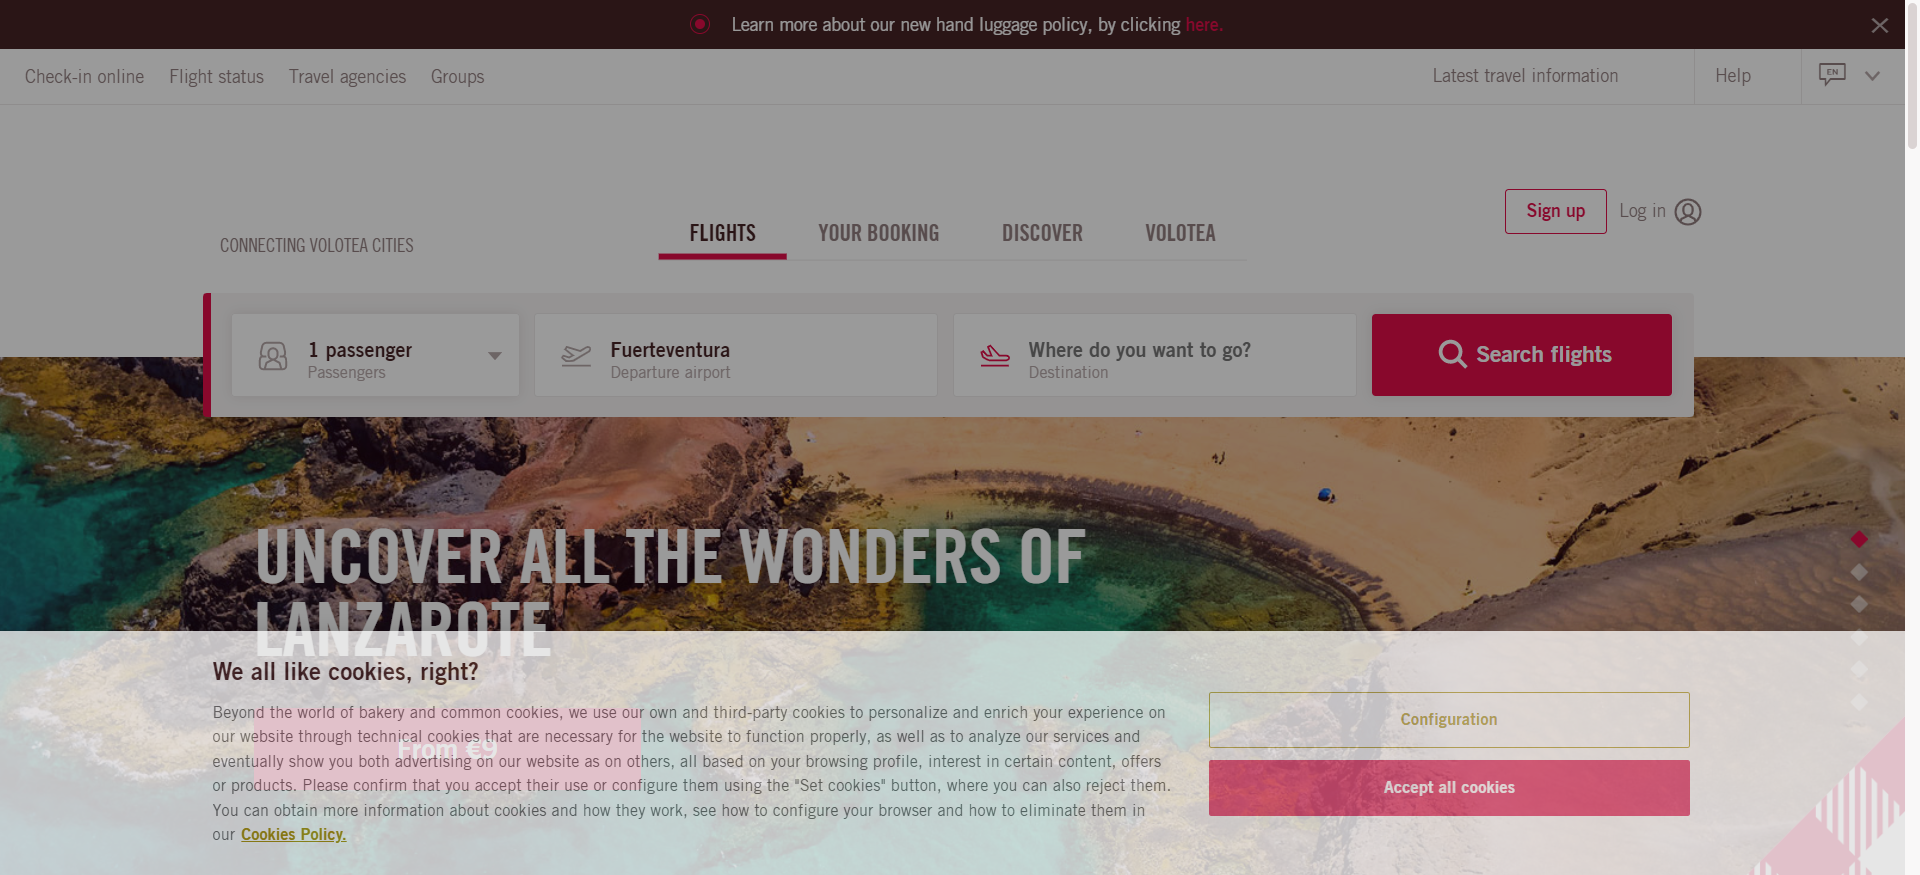 Learn more about our new hand luggage policy, by clicking here.
Check-in online Flight status Travel agencies Groups Latest travel information Help EN
Sign up Log in
CONNECTING VOLOTEA CITIES FLIGHTS YOUR BOOKING DISCOVER VOLOTEA
1 passenger
Passengers
Fuerteventura
Departure airport
Where do you want to go?
Destination
Search flights
UNCOVER ALL THE WONDERS OF
LANZAROTE
From €9
We all like cookies, right?
Beyond the world of bakery and common cookies, we use our own and third-party cookies to personalize and enrich your experience on
our website through technical cookies that are necessary for the website to function properly, as well as to analyze our services and
eventually show you both advertising on our website as on others, all based on your browsing profile, interest in certain content, offers
or products. Please confirm that you accept their use or configure them using the "Set cookies" button, where you can also reject them.
You can obtain more information about cookies and how they work, see how to configure your browser and how to eliminate them in
our Cookies Policy.
Configuration
Accept all cookies